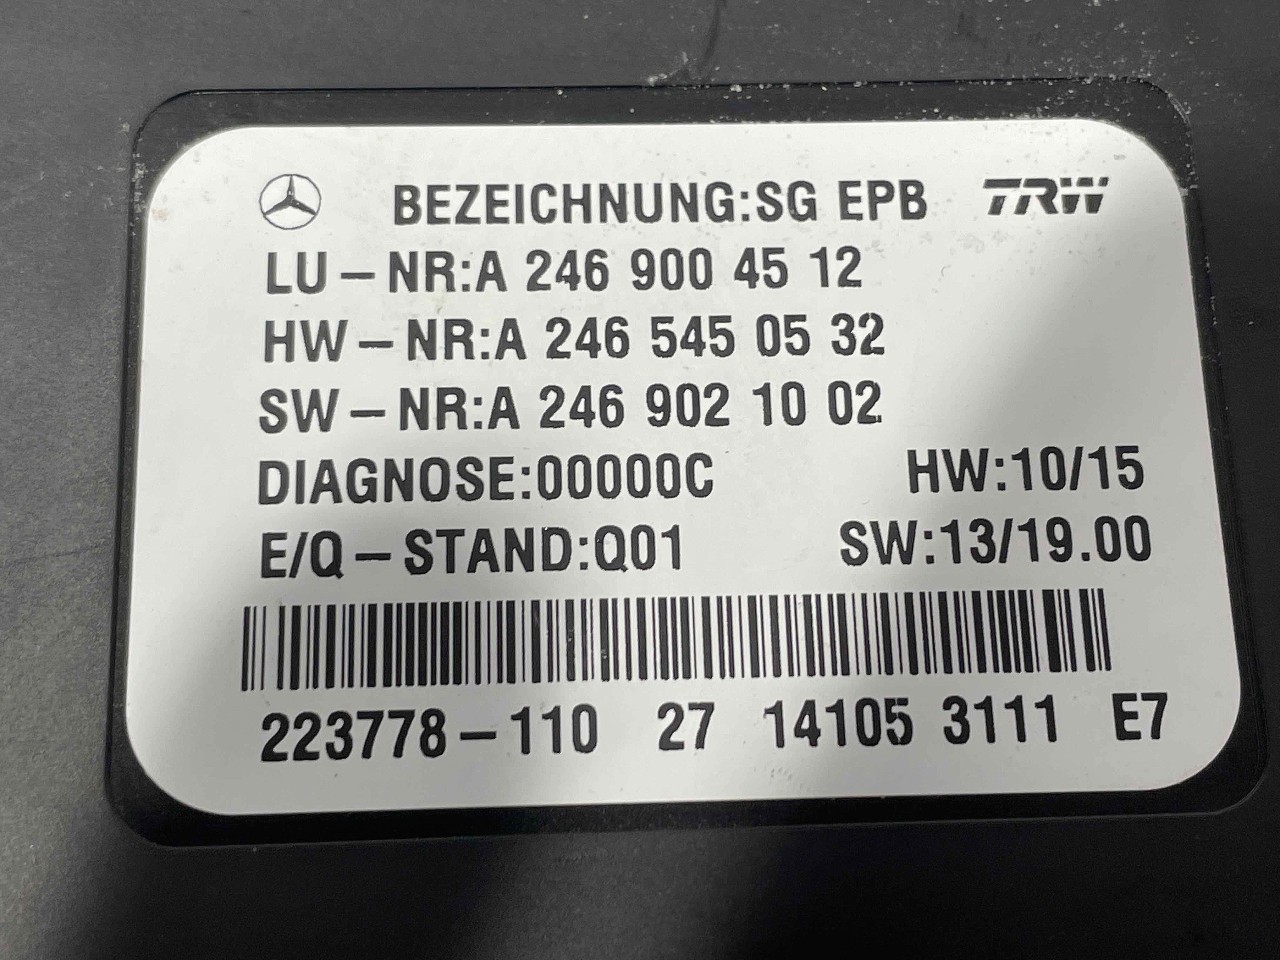 BEZEICHNUNG:SG EPB TRW
LU-NR:A 246 900 45 12
HW-NR:A 246 545 05 32
SW-NR:A 246 902 10 02
DIAGNOSE:00000C HW:10/15
E/Q-STAND:Q01 SW:13/19.00
223778-110 27 14105 3111 E7